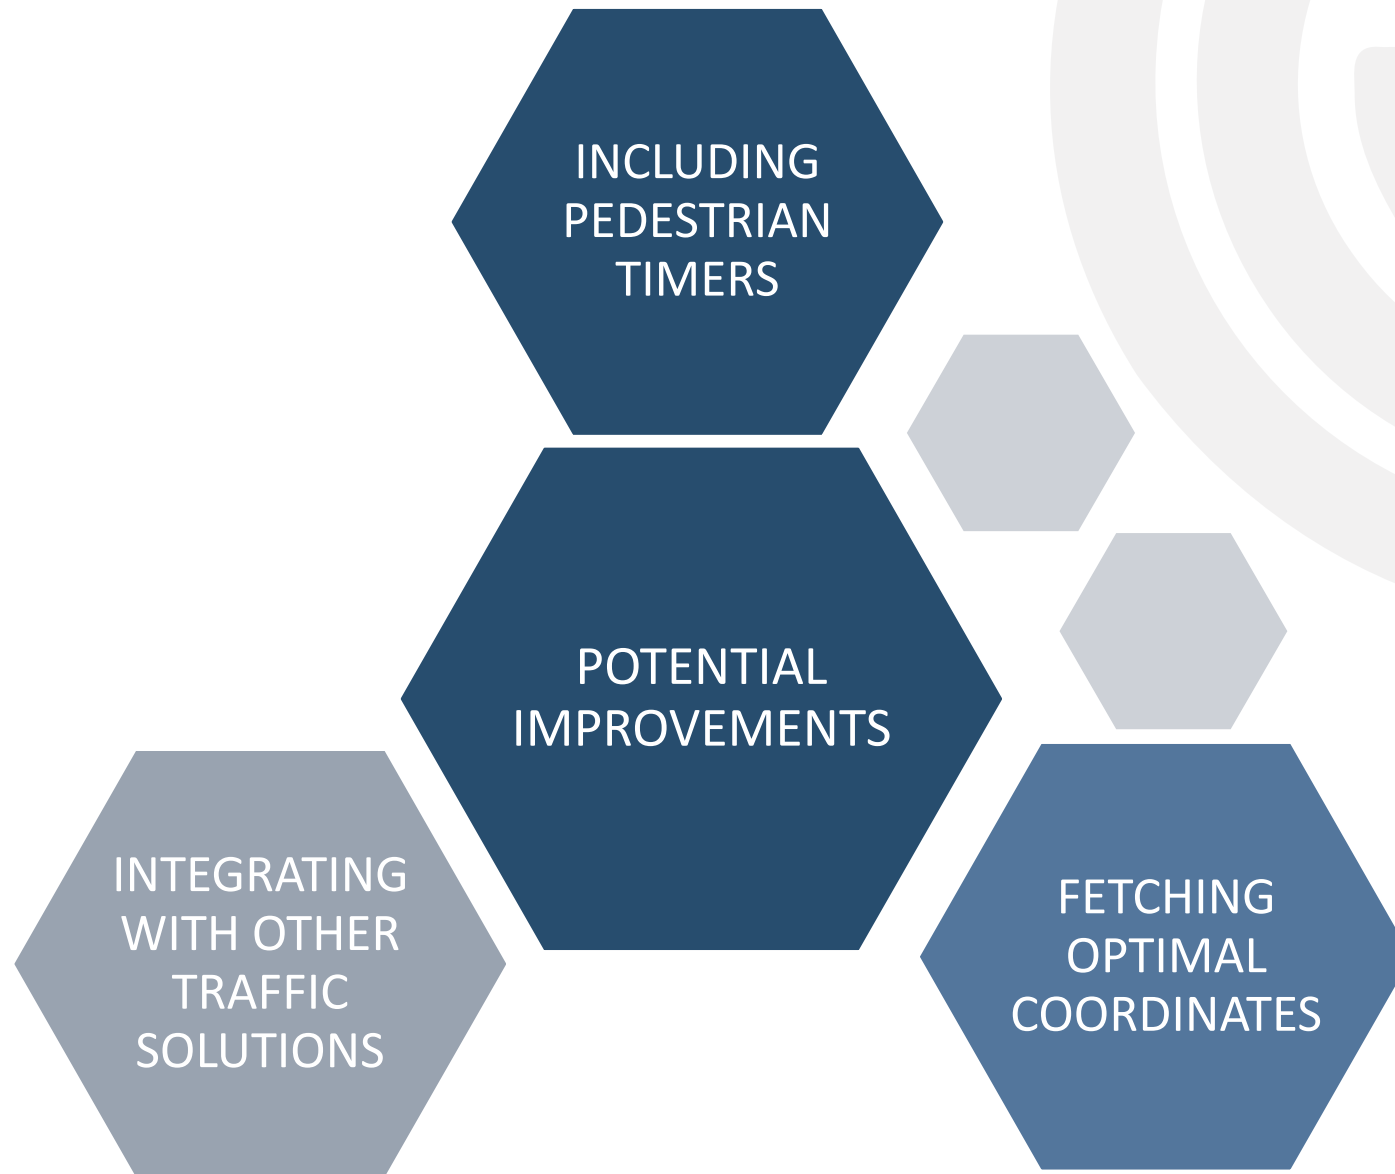 INCLUDING
PEDESTRIAN
TIMERS
POTENTIAL
IMPROVEMENTS
INTEGRATING
WITH OTHER
TRAFFIC
SOLUTIONS
FETCHING
OPTIMAL
COORDINATES